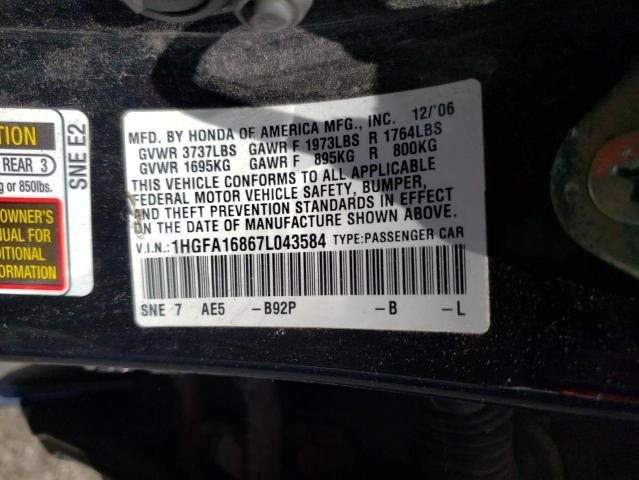 TION
REAR 3
g or 850lbs.
OWNER'S
NUAL FOR
DITIONAL
FORMATION
SNE E2
MFD. BY HONDA OF AMERICA MFG., INC. 12/'06
GVWR 3737LBS GAWR F 1973LBS R 1764LBS
GVWR 1695KG GAWR F 895KG R 800KG
THIS VEHICLE CONFORMS TO ALL APPLICABLE
FEDERAL MOTOR VEHICLE SAFETY, BUMPER,
AND THEFT PREVENTION STANDARDS IN EFFECT
ON THE DATE OF MANUFACTURE SHOWN ABOVE.
V.I.N.: 1HGFA16867L043584 TYPE:PASSENGER CAR
SNE 7 AE5 -B92P -B -L